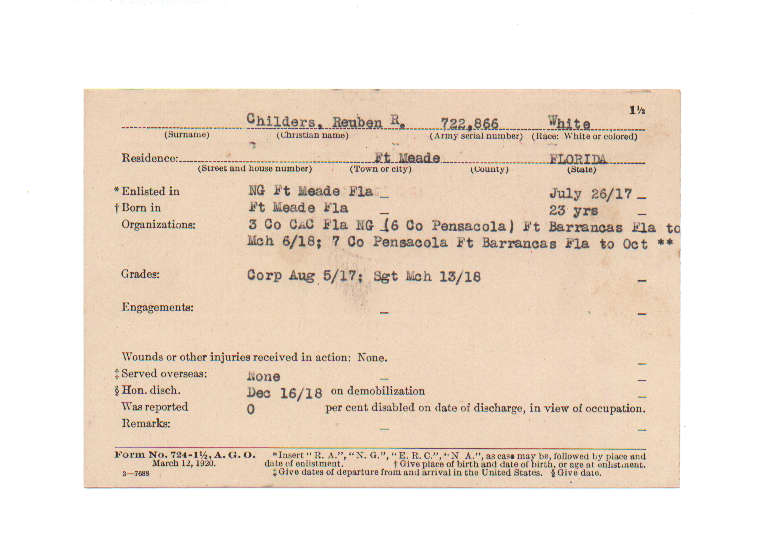 1½
Childers, Reuben R. 722,866 White
(Surname) (Christian name) (Army serial number) (Race: White or colored)
Residence: Ft Meade FLORIDA
(Street and house number) (Town or city) (County) (State)
* Enlisted in NG Ft Meade Fla July 26/17
† Born in Ft Meade Fla 23 yrs
Organizations: 3 Co CAC Fla NG (6 Co Pensacola) Ft Barrancas Fla to
Mch 6/18; 7 Co Pensacola Ft Barrancas Fla to Oct **
Grades: Corp Aug 5/17; Sgt Mch 13/18
Engagements:
Wounds or other injuries received in action: None.
‡ Served overseas: None
§ Hon. disch. Dec 16/18 on demobilization
Was reported 0 per cent disabled on date of discharge, in view of occupation.
Remarks:
Form No. 724-1½, A. G. O. *Insert "R. A.", "N. G.", "E. R. C.", "N A.", as case may be, followed by place and
March 12, 1920. date of enlistment. † Give place of birth and date of birth, or age at enlistment.
3—7688 ‡ Give dates of departure from and arrival in the United States. § Give date.